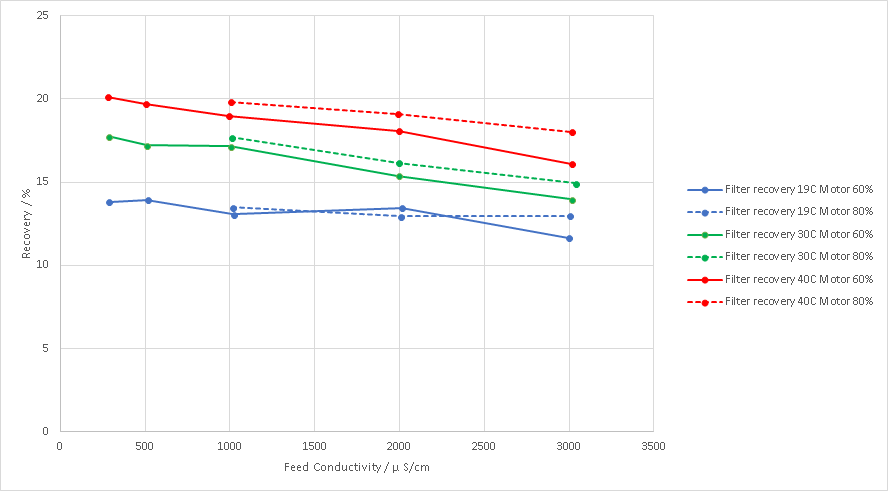 25
20
15
10
5
0
Recovery / %
0 500 1000 1500 2000 2500 3000 3500
Feed Conductivity / µ S/cm
Filter recovery 19C Motor 60%
Filter recovery 19C Motor 80%
Filter recovery 30C Motor 60%
Filter recovery 30C Motor 80%
Filter recovery 40C Motor 60%
Filter recovery 40C Motor 80%